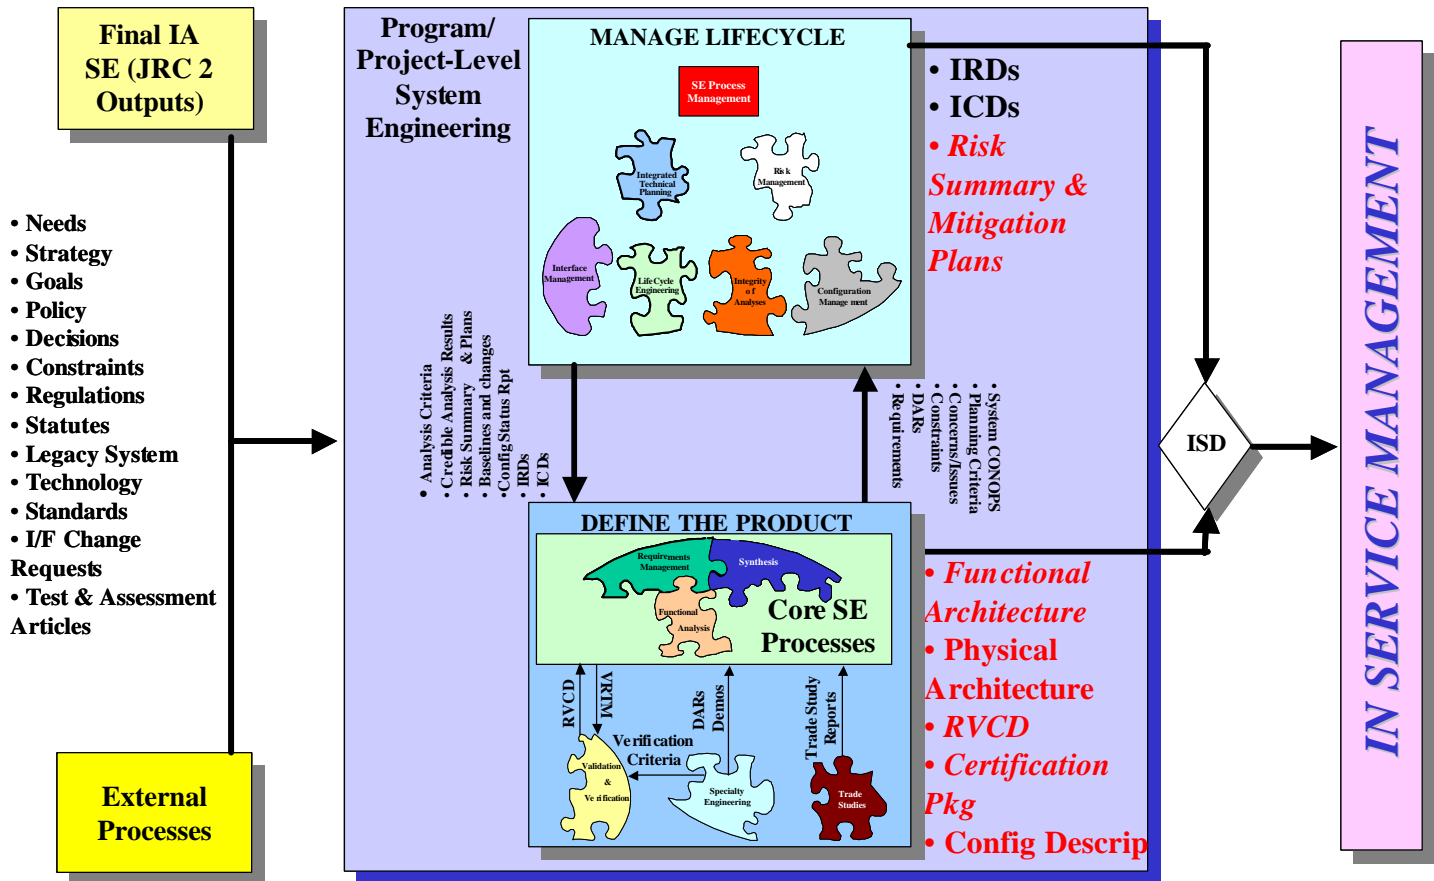 Final IA
SE (JRC 2
Outputs)
• Needs
• Strategy
• Goals
• Policy
• Decisions
• Constraints
• Regulations
• Statutes
• Legacy System
• Technology
• Standards
• I/F Change
Requests
• Test & Assessment
Articles
External
Processes
Program/
Project-Level
System
Engineering
MANAGE LIFECYCLE
SE Process
Management
Integrated
Technical
Planning
Risk
Management
Interface
Management
LifeCycle
Engineering
Integrity
of
Analyses
Configuration
Management
• IRDs
• ICDs
• Risk
Summary &
Mitigation
Plans
• Analysis Criteria
• Credible Analysis Results
• Risk Summary & Plans
• Baselines and changes
• Config Status Rpt
• IRDs
• ICDs
• System CONOPS
• Planning Criteria
• Concerns/Issues
• Constraints
• DARs
• Requirements
DEFINE THE PRODUCT
Requirements
Management
Synthesis
Functional
Analysis
Core SE
Processes
RVCD
VRTM
DARs
Demos
Trade Study
Reports
Verification
Criteria
Validation
&
Verification
Specialty
Engineering
Trade
Studies
• Functional
Architecture
• Physical
Architecture
• RVCD
• Certification
Pkg
• Config Descrip
ISD
IN SERVICE MANAGEMENT